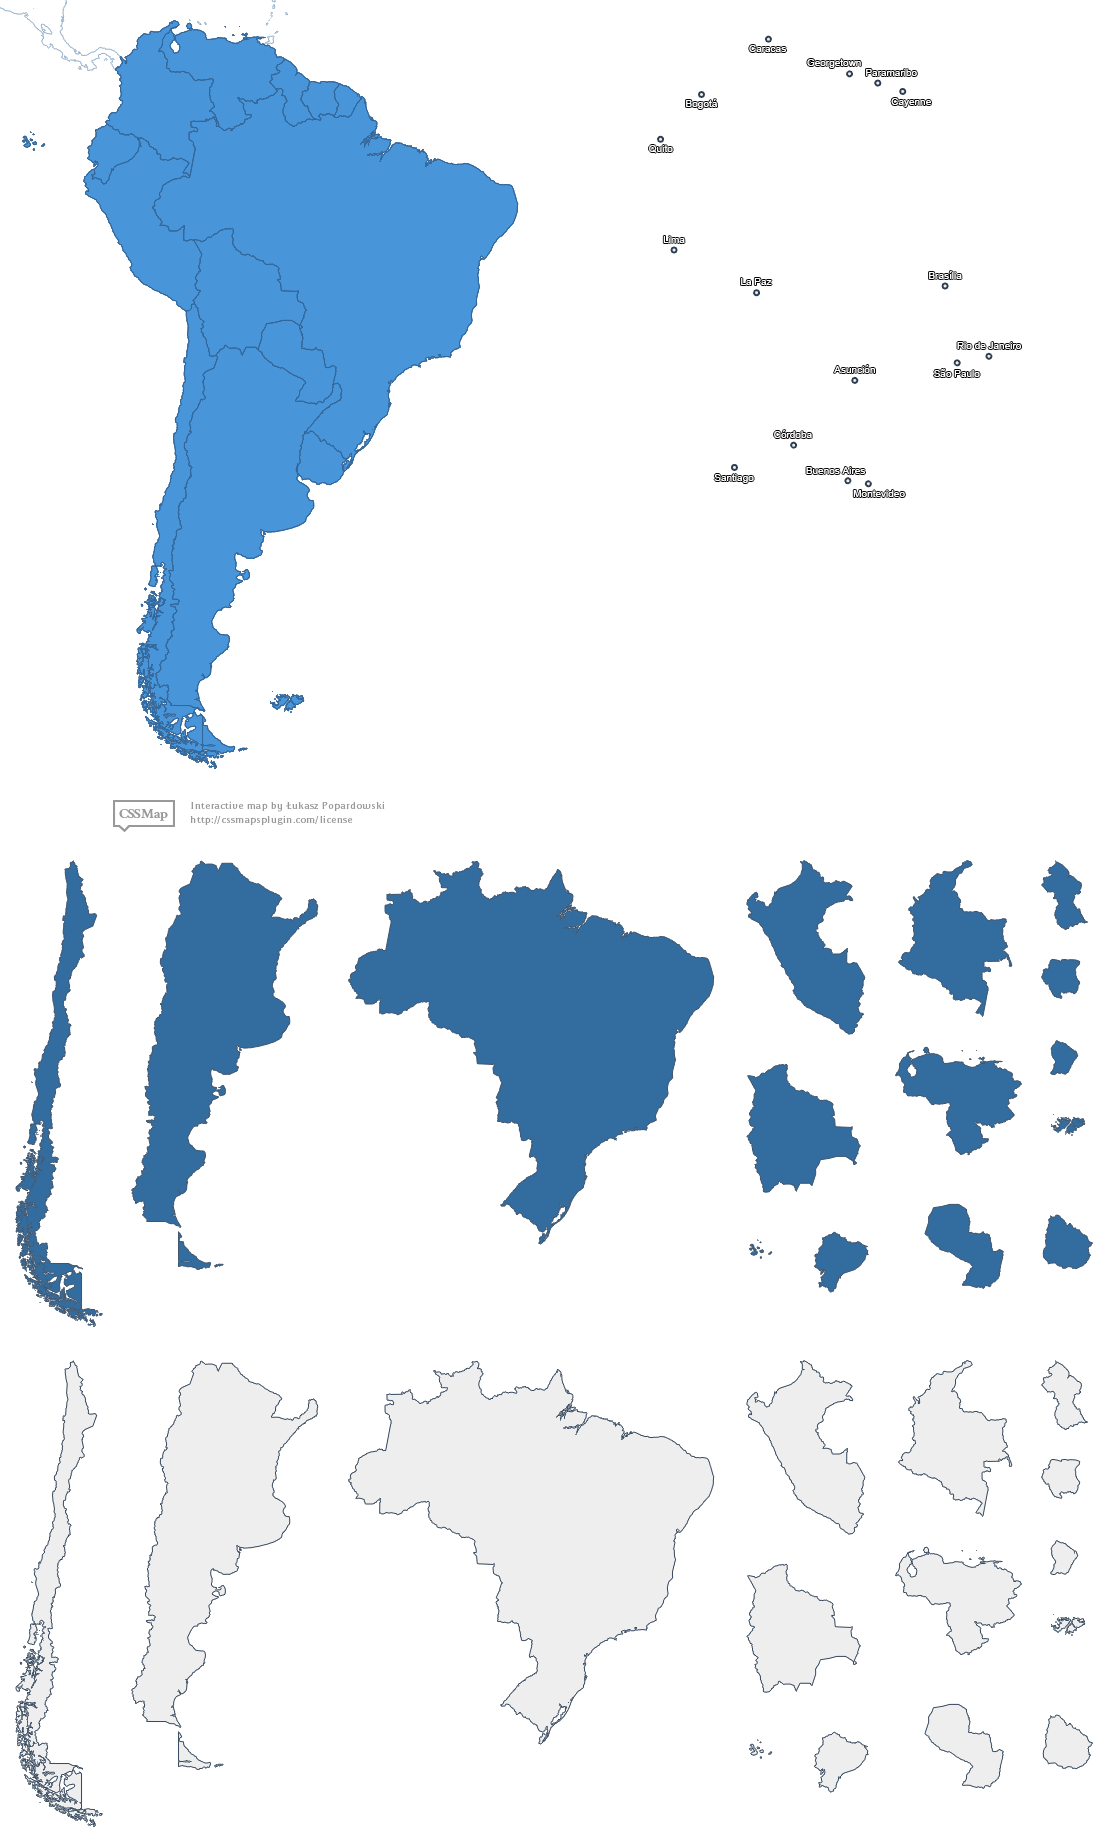 Caracas
Georgetown
Paramaribo
Cayenne
Bogotá
Quito
Lima
La Paz
Brasília
Rio de Janeiro
São Paulo
Asunción
Córdoba
Santiago
Buenos Aires
Montevideo
CSSMap
Interactive map by Łukasz Popardowski
http://cssmapsplugin.com/license